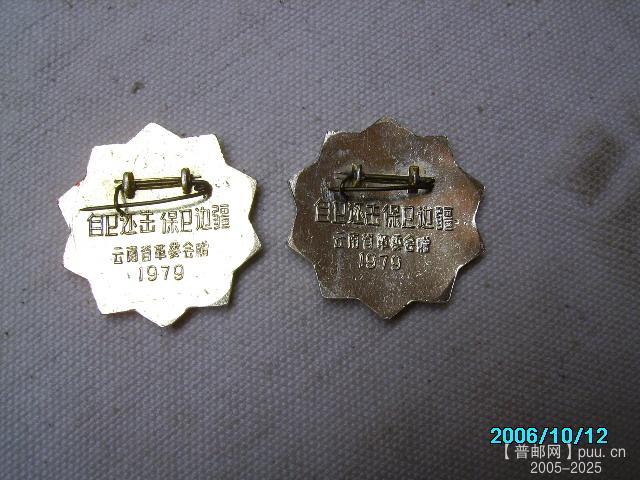 自卫还击 保卫边疆
云南省革委会赠
1979
自卫还击保卫边疆
云南省革委会赠
1979
2006/10/12
【普邮网】puu.cn
2005-2025